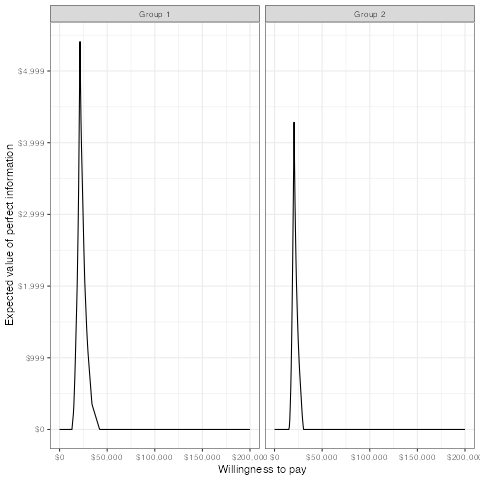 Group 1
Group 2
Expected value of perfect information
$4,999
$3,999
$2,999
$1,999
$999
$0
$0 $50,000 $100,000 $150,000 $200,000
$0 $50,000 $100,000 $150,000 $200,00
Willingness to pay